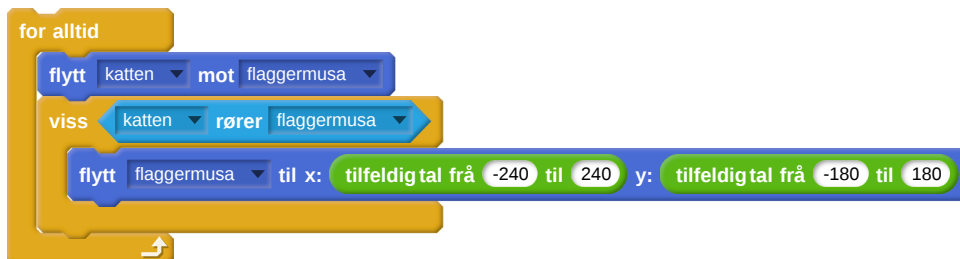 for alltid
flytt katten mot flaggermusa
viss katten rører flaggermusa
flytt flaggermusa til x: tilfeldig tal frå -240 til 240 y: tilfeldig tal frå -180 til 180